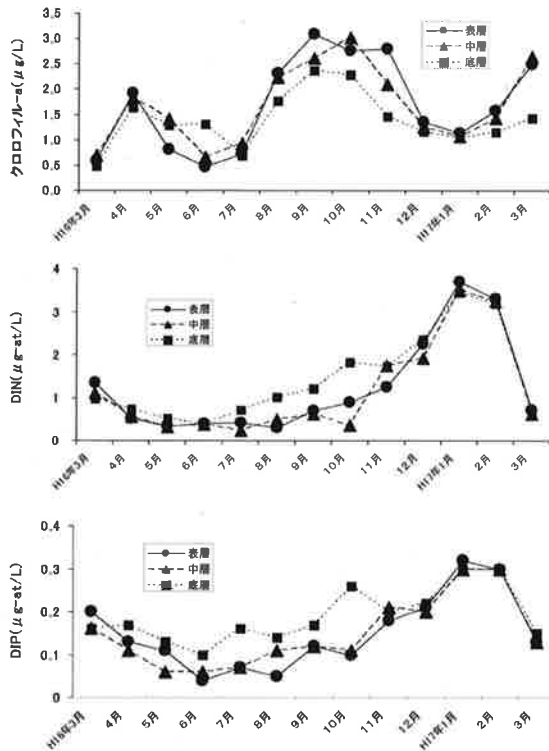 クロロフィル-a(μg/L)
3.5
3.0
2.5
2.0
1.5
1.0
0.5
0.0
表層
中層
底層
H16年3月
4月
5月
6月
7月
8月
9月
10月
11月
12月
H17年1月
2月
3月
DIN(μg-at/L)
4
3
2
1
0
表層
中層
底層
H16年3月
4月
5月
6月
7月
8月
9月
10月
11月
12月
H17年1月
2月
3月
DIP(μg-at/L)
0.4
0.3
0.2
0.1
0
表層
中層
底層
H16年3月
4月
5月
6月
7月
8月
9月
10月
11月
12月
H17年1月
2月
3月